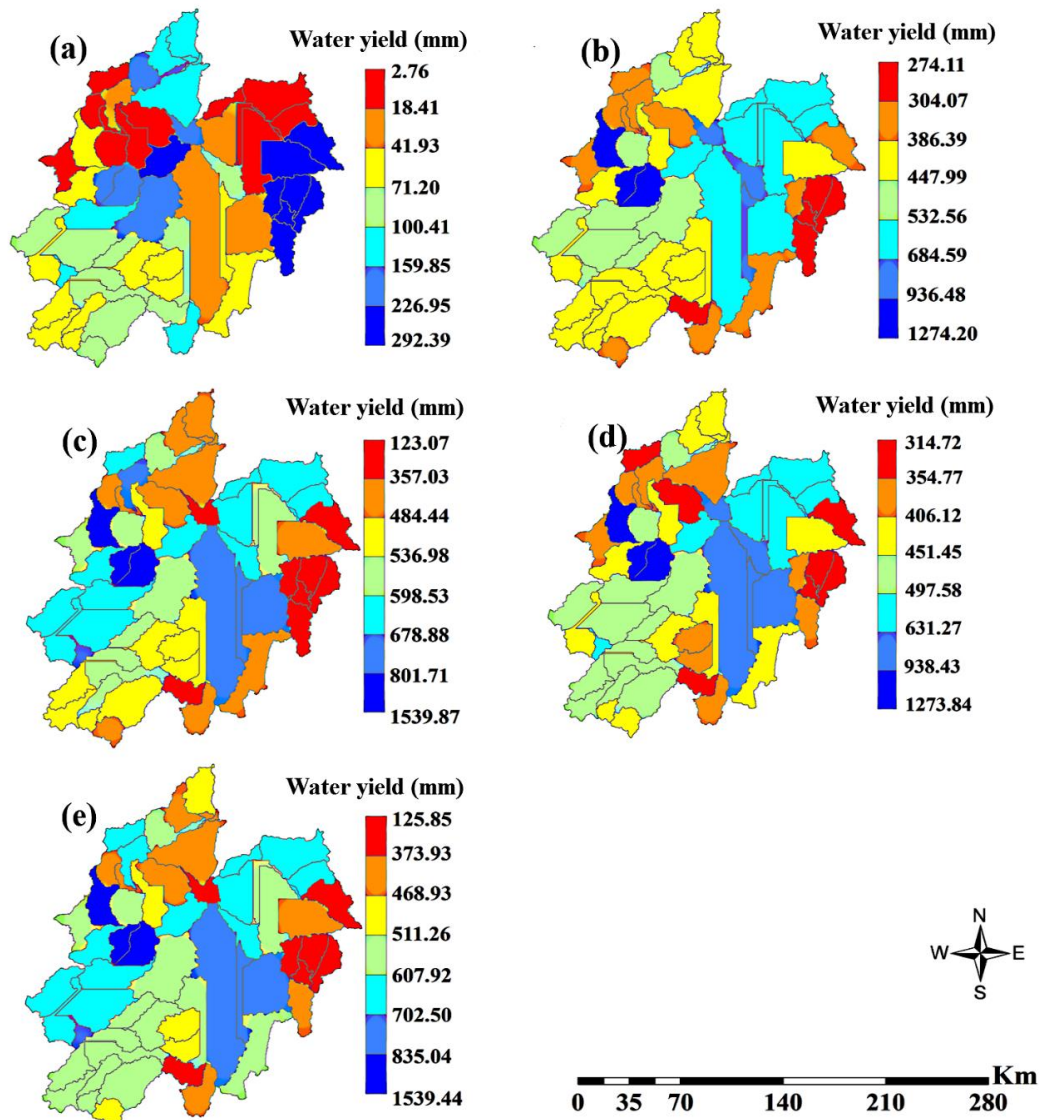 (a)
Water yield (mm)
2.76
18.41
41.93
71.20
100.41
159.85
226.95
292.39
(b)
Water yield (mm)
274.11
304.07
386.39
447.99
532.56
684.59
936.48
1274.20
(c)
Water yield (mm)
123.07
357.03
484.44
536.98
598.53
678.88
801.71
1539.87
(d)
Water yield (mm)
314.72
354.77
406.12
451.45
497.58
631.27
938.43
1273.84
(e)
Water yield (mm)
125.85
373.93
468.93
511.26
607.92
702.50
835.04
1539.44
N
W E
S
Km
0 35 70 140 210 280